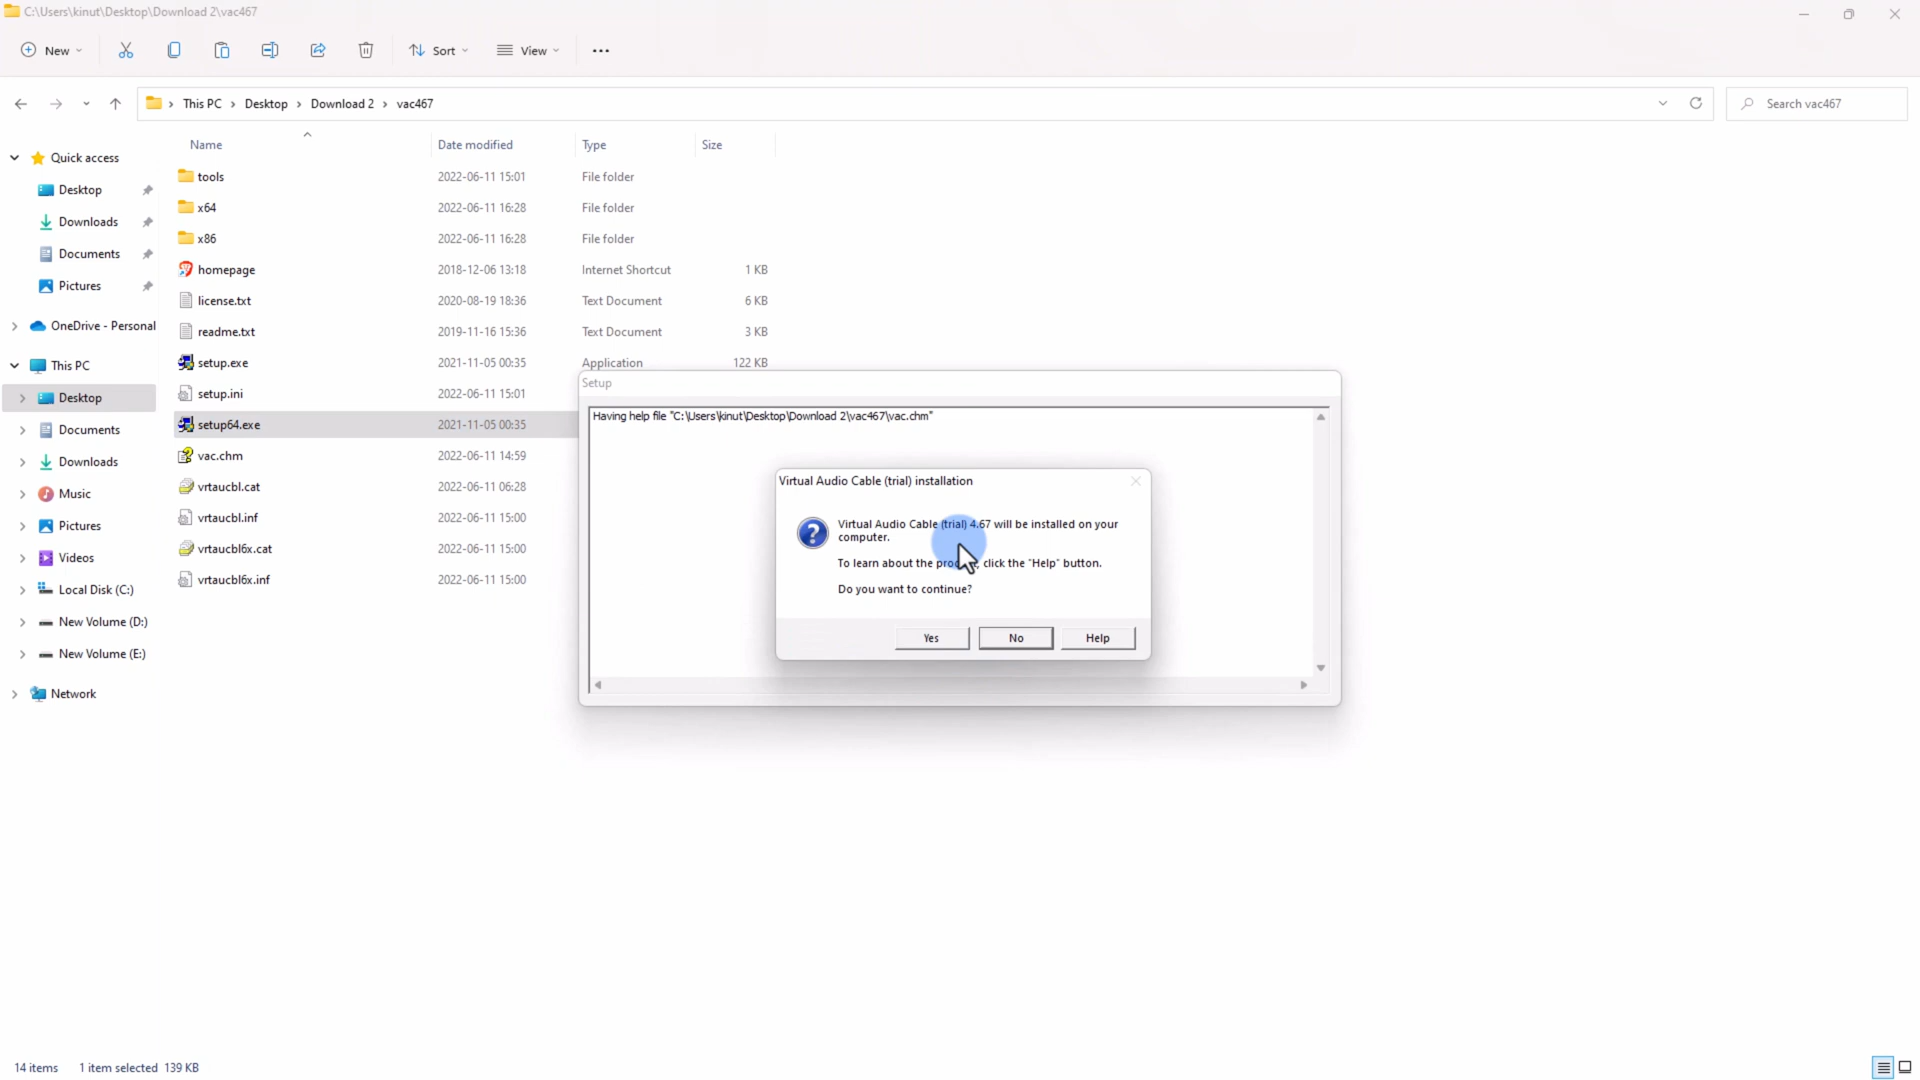 C:\Users\kinut\Desktop\Download 2\vac467
New
Sort
View
This PC
Desktop
Download 2
vac467
Search vac467
Name
Date modified
Type
Size
Quick access
Desktop
Downloads
Documents
Pictures
OneDrive - Personal
This PC
Desktop
Documents
Downloads
Music
Pictures
Videos
Local Disk (C:)
New Volume (D:)
New Volume (E:)
Network
tools 2022-06-11 15:01 File folder
x64 2022-06-11 16:28 File folder
x86 2022-06-11 16:28 File folder
homepage 2018-12-06 13:18 Internet Shortcut 1 KB
license.txt 2020-08-19 18:36 Text Document 6 KB
readme.txt 2019-11-16 15:36 Text Document 3 KB
setup.exe 2021-11-05 00:35 Application 122 KB
setup.ini 2022-06-11 15:01
setup64.exe 2021-11-05 00:35
vac.chm 2022-06-11 14:59
vrtaucbl.cat 2022-06-11 06:28
vrtaucbl.inf 2022-06-11 15:00
vrtaucbl6x.cat 2022-06-11 15:00
vrtaucbl6x.inf 2022-06-11 15:00
Setup
Having help file "C:\Users\kinut\Desktop\Download 2\vac467\vac.chm"
Virtual Audio Cable (trial) installation
Virtual Audio Cable (trial) 4.67 will be installed on your
computer.
To learn about the click the "Help" button.
Do you want to continue?
Yes
No
Help
14 items
1 item selected 139 KB